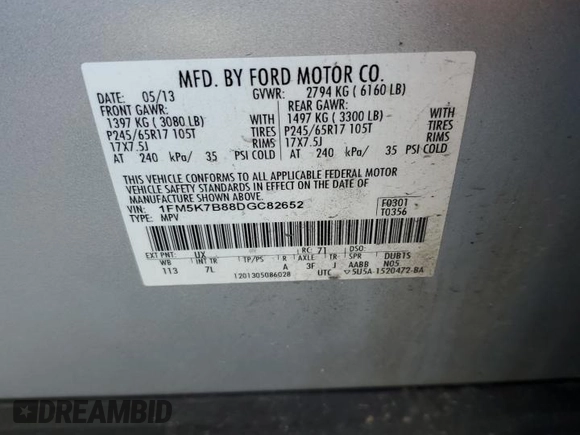 MFD. BY FORD MOTOR CO.
DATE: 05/13 GVWR: 2794 KG ( 6160 LB)
FRONT GAWR: REAR GAWR:
1397 KG ( 3080 LB) WITH 1497 KG ( 3300 LB) WITH
P245/65R17 105T TIRES P245/65R17 105T TIRES
17X7.5J RIMS 17X7.5J RIMS
AT 240 kPa/ 35 PSI COLD AT 240 kPa/ 35 PSI COLD
THIS VEHICLE CONFORMS TO ALL APPLICABLE FEDERAL MOTOR
VEHICLE SAFETY STANDARDS IN EFFECT ON THE DATE OF
MANUFACTURE SHOWN ABOVE.
VIN: 1FM5K7B88DGC82652 F0301
TYPE: MPV T0356
EXT PNT: UX RC: 71 DSO:
WB INT TR TP/PS R AXLE TR SPR DUB1S
113 7L A 3F J AABB N05
1201305086028 UTC 5U5A-1520472-BA
DREAMBID